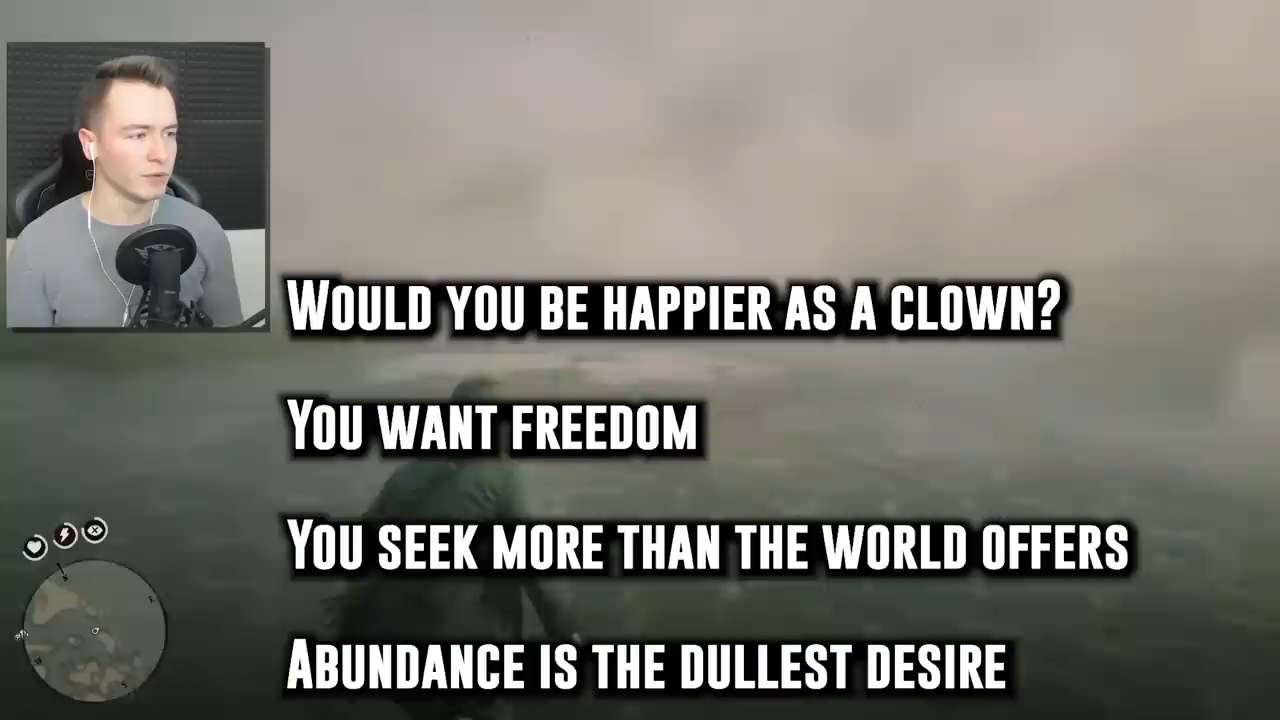 Would you be happier as a clown?
You want freedom
You seek more than the world offers
Abundance is the dullest desire